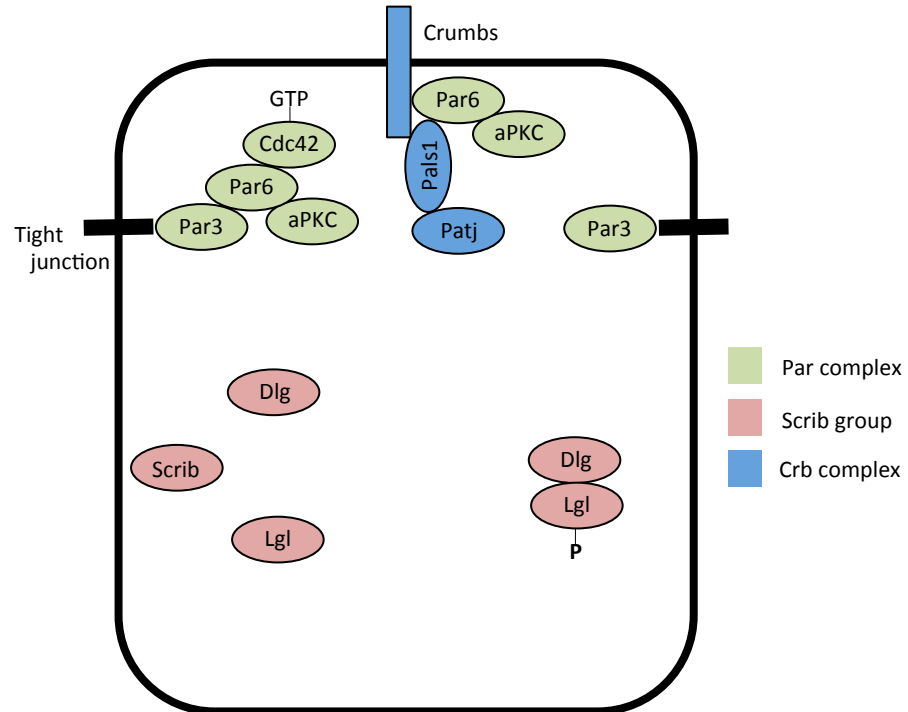 Crumbs
GTP
Par6
aPKC
Cdc42
Pals1
Par6
Par3
aPKC
Patj
Par3
Tight
junction
Dlg
Scrib
Lgl
Dlg
Lgl
P
Par complex
Scrib group
Crb complex